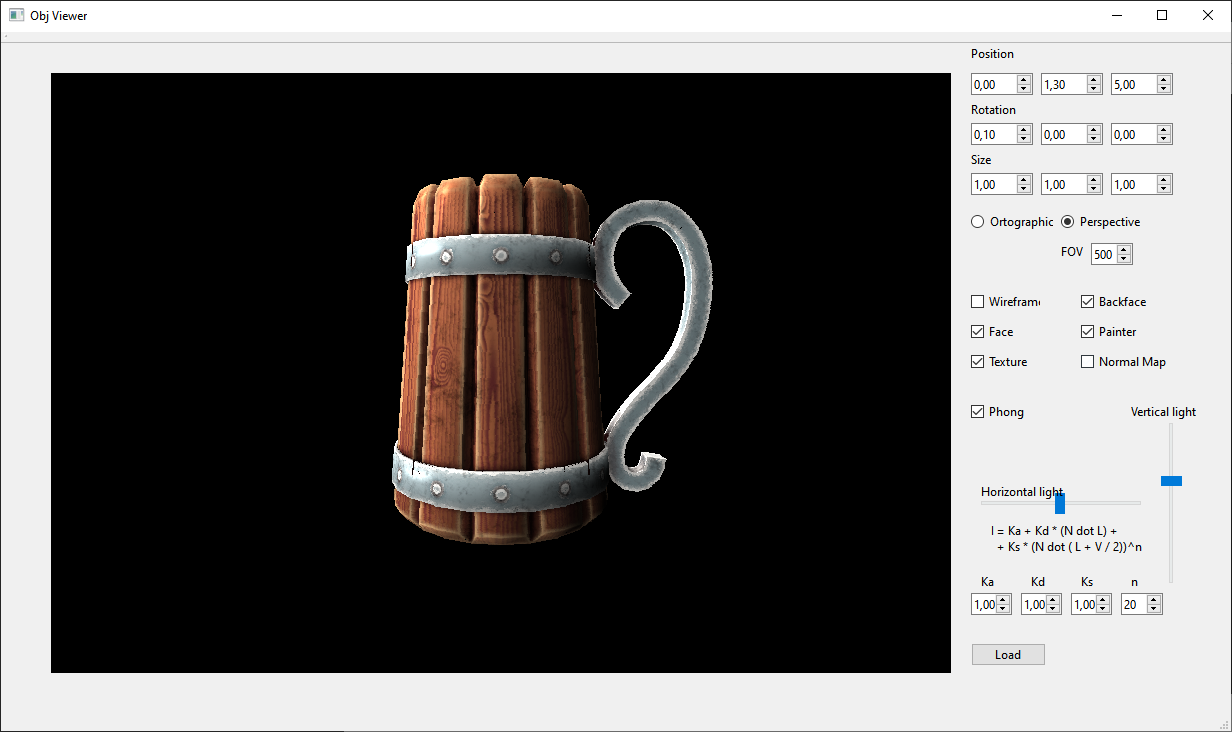 Obj Viewer
Position
0,00 1,30 5,00
Rotation
0,10 0,00 0,00
Size
1,00 1,00 1,00
Ortographic Perspective
FOV 500
Wireframe Backface
Face Painter
Texture Normal Map
Phong Vertical light
Horizontal light
I = Ka + Kd * (N dot L) +
+ Ks * (N dot ( L + V / 2))^n
Ka Kd Ks n
1,00 1,00 1,00 20
Load